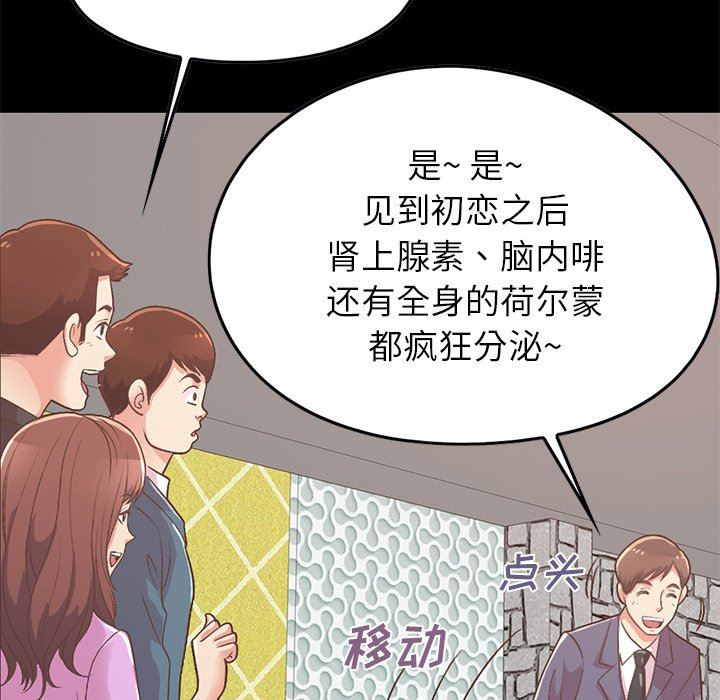 是~ 是~
见到初恋之后
肾上腺素、脑内啡
还有全身的荷尔蒙
都疯狂分泌~
点头
移动